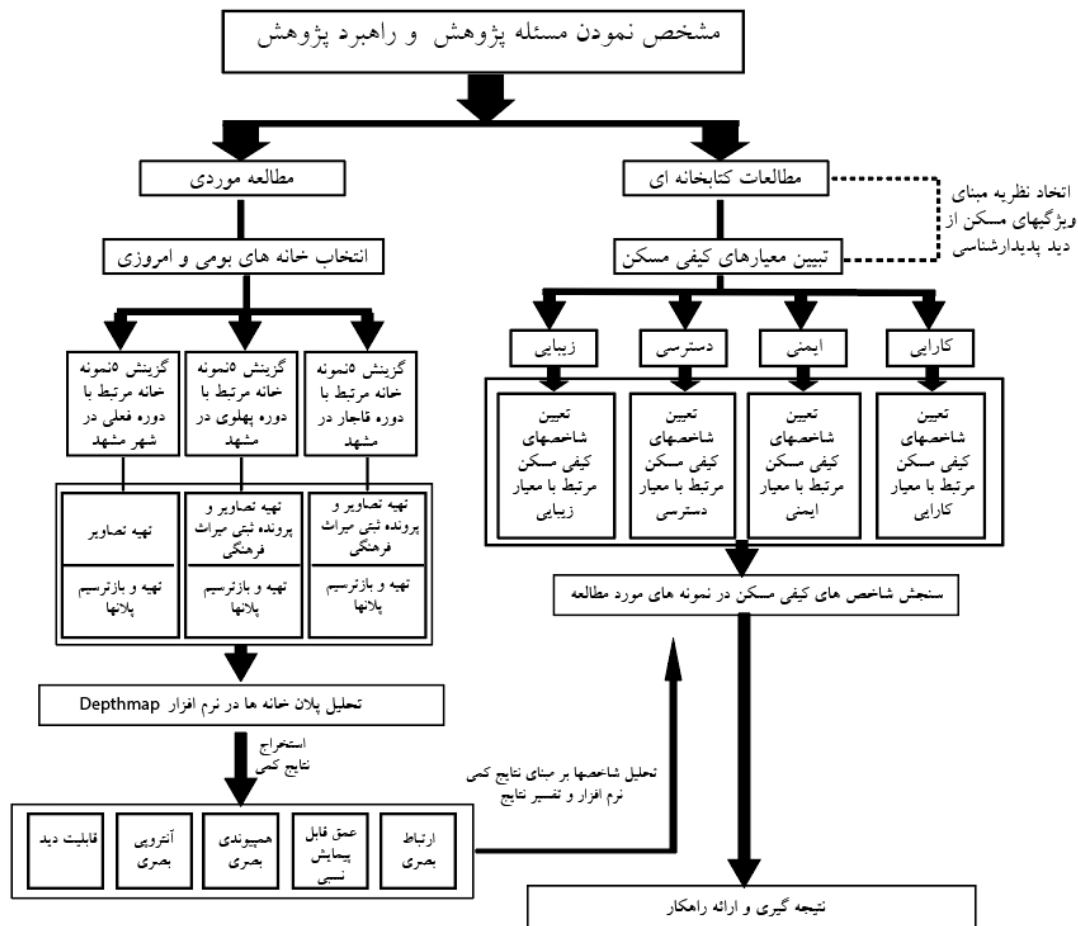 مشخص نمودن مسئله پژوهش و راهبرد پژوهش
مطالعات کتابخانه ای
مطالعه موردی
اتخاد نظریه مبنای
ویژگیهای مسکن از
دید پدیدارشناسی
تبیین معیارهای کیفی مسکن
انتخاب خانه های بومی و امروزی
کارایی
ایمنی
دسترسی
زیبایی
تعیین
شاخصهای
کیفی مسکن
مرتبط با معیار
کارایی
تعیین
شاخصهای
کیفی مسکن
مرتبط با معیار
ایمنی
تعیین
شاخصهای
کیفی مسکن
مرتبط با معیار
دسترسی
تعیین
شاخصهای
کیفی مسکن
مرتبط با معیار
زیبایی
گزینش ۵نمونه
خانه مرتبط با
دوره قاجار در
مشهد
گزینش ۵نمونه
خانه مرتبط با
دوره پهلوی در
مشهد
گزینش ۵نمونه
خانه مرتبط با
دوره فعلی در
شهر مشهد
تهیه تصاویر و
پرونده ثبتی میراث
فرهنگی
تهیه و بازترسیم
پلانها
تهیه تصاویر و
پرونده ثبتی میراث
فرهنگی
تهیه و بازترسیم
پلانها
تهیه تصاویر
تهیه و بازترسیم
پلانها
سنجش شاخص های کیفی مسکن در نمونه های مورد مطالعه
تحلیل پلان خانه ها در نرم افزار Depthmap
استخراج
نتایج کمی
تحلیل شاخصها بر مبنای نتایج کمی
نرم افزار و تفسیر نتایج
ارتباط
بصری
عمق قابل
پیمایش
نسبی
همپیوندی
بصری
آنتروپی
بصری
قابلیت دید
نتیجه گیری و ارائه راهکار